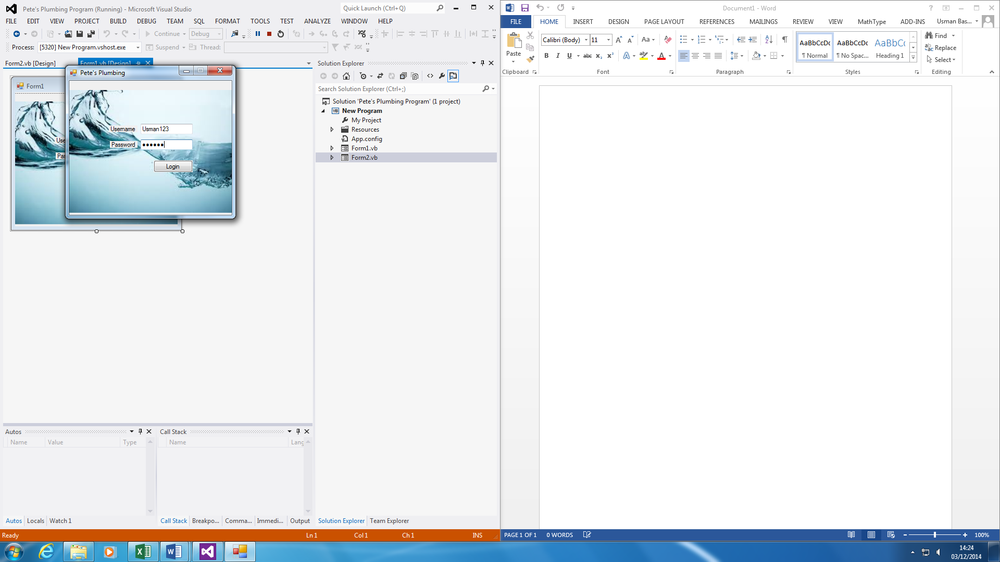 Pete's Plumbing Program (Running) - Microsoft Visual Studio
Quick Launch (Ctrl+Q)
FILE EDIT VIEW PROJECT BUILD DEBUG TEAM SQL FORMAT TOOLS TEST ANALYZE WINDOW HELP
Continue Debug
Process: [5320] New Program.vshost.exe Suspend Thread:
Form2.vb [Design] Form1.vb [Design]
Form1
Use
Pas
Pete's Plumbing
Username Usman123
Password ●●●●●●
Login
Solution Explorer
Search Solution Explorer (Ctrl+;)
Solution 'Pete's Plumbing Program' (1 project)
VB New Program
My Project
Resources
App.config
Form1.vb
Form2.vb
Autos
Name Value Type
Call Stack
Name Lang
Autos Locals Watch 1
Call Stack Breakpo... Comma... Immedi... Output
Solution Explorer Team Explorer
Ready Ln 1 Col 1 Ch 1 INS
Document1 - Word
FILE HOME INSERT DESIGN PAGE LAYOUT REFERENCES MAILINGS REVIEW VIEW MathType ADD-INS Usman Bas...
Paste
Clipboard
Calibri (Body) 11 A A Aa A
B I U abc x₂ x² A ab A
Font
Paragraph
AaBbCcDc AaBbCcDc AaBbC
¶ Normal ¶ No Spac... Heading 1
Styles
Find
Replace
Select
Editing
PAGE 1 OF 1 0 WORDS 100%
14:24
03/12/2014